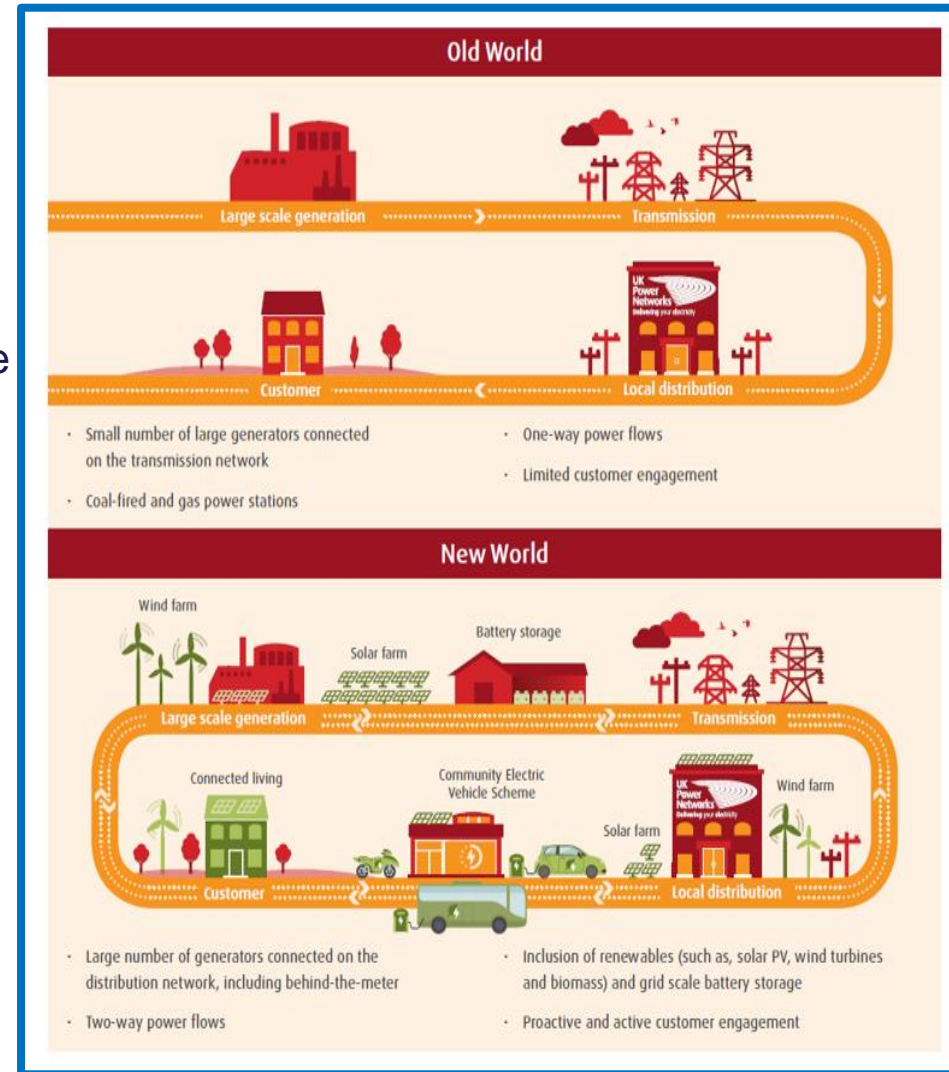 e
Old World
Large scale generation
Transmission
UK
Power
Networks
Delivering your electricity
Customer
Local distribution
· Small number of large generators connected
on the transmission network
· Coal-fired and gas power stations
· One-way power flows
· Limited customer engagement
New World
Wind farm
Solar farm
Battery storage
Large scale generation
Transmission
Connected living
Community Electric
Vehicle Scheme
Solar farm
UK
Power
Networks
Delivering your electricity
Wind farm
Customer
Local distribution
· Large number of generators connected on the
distribution network, including behind-the-meter
· Two-way power flows
· Inclusion of renewables (such as, solar PV, wind turbines
and biomass) and grid scale battery storage
· Proactive and active customer engagement